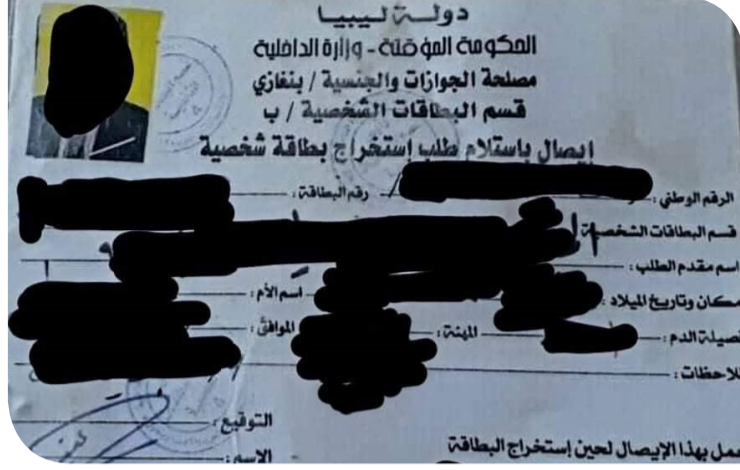 دولة ليبيا
الحكومة المؤقتة - وزارة الداخلية
مصلحة الجوازات والجنسية / بنغازي
قسم البطاقات الشخصية / ب
إيصال باستلام طلب إستخراج بطاقة شخصية
الرقم الوطني : رقم البطاقة :
قسم البطاقات الشخصية
اسم مقدم الطلب :
مكان وتاريخ الميلاد : اسم الأم :
فصيلة الدم : المهنة : الموافق :
لاحظات :
التوقيع :
عمل بهذا الإيصال لحين إستخراج البطاقة
الاسم :